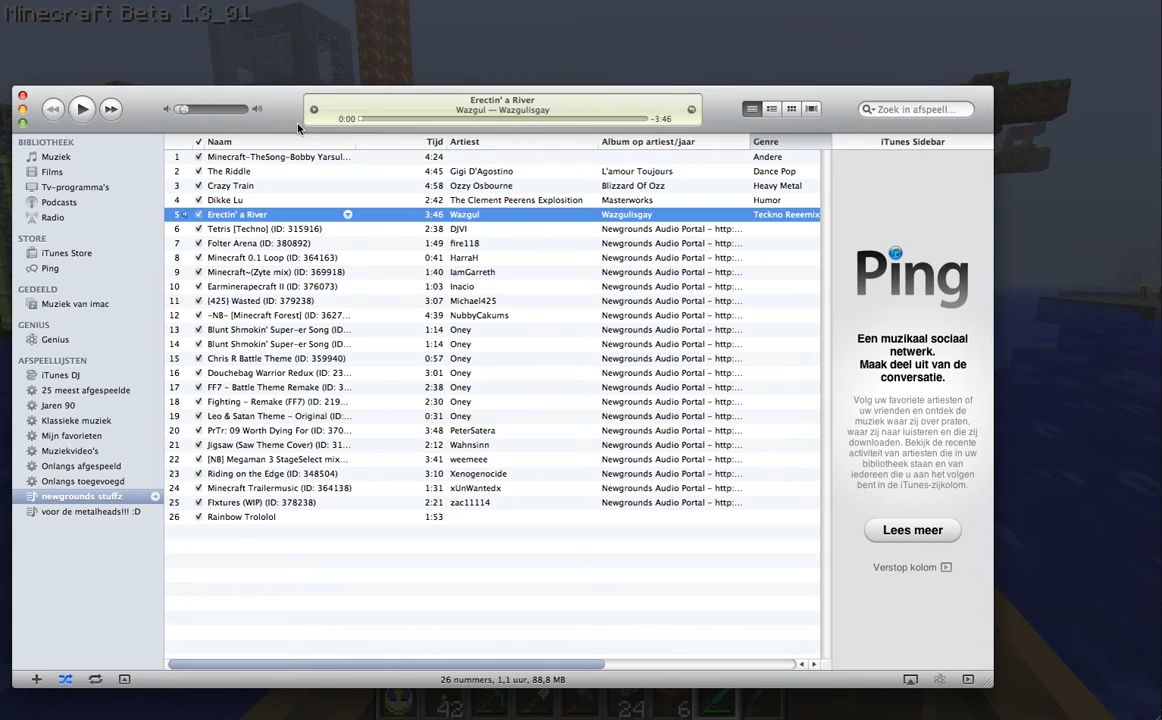 Minecraft Beta 1.3_01
Erectin' a River
Wazgul — Wazgulisgay
0:00 -3:46
Zoek in afspeell...
BIBLIOTHEEK
Muziek
Films
Tv-programma's
Podcasts
Radio
STORE
iTunes Store
Ping
GEDEELD
Muziek van imac
GENIUS
Genius
AFSPEELLIJSTEN
iTunes DJ
25 meest afgespeelde
Jaren 90
Klassieke muziek
Mijn favorieten
Muziekvideo's
Onlangs afgespeeld
Onlangs toegevoegd
newgrounds stuffz
voor de metalheads!!! :D
Naam Tijd Artiest Album op artiest/jaar Genre
1 Minecraft-TheSong-Bobby Yarsul... 4:24 Andere
2 The Riddle 4:45 Gigi D'Agostino L'amour Toujours Dance Pop
3 Crazy Train 4:58 Ozzy Osbourne Blizzard Of Ozz Heavy Metal
4 Dikke Lu 2:42 The Clement Peerens Explosition Masterworks Humor
5 Erectin' a River 3:46 Wazgul Wazgulisgay Teckno Reeemix
6 Tetris [Techno] (ID: 315916) 2:38 DJVI Newgrounds Audio Portal - http:...
7 Folter Arena (ID: 380892) 1:49 fire118 Newgrounds Audio Portal - http:...
8 Minecraft 0.1 Loop (ID: 364163) 0:41 HarraH Newgrounds Audio Portal - http:...
9 Minecraft~(Zyte mix) (ID: 369918) 1:40 IamGarreth Newgrounds Audio Portal - http:...
10 Earminerapecraft II (ID: 376073) 1:03 Inacio Newgrounds Audio Portal - http:...
11 {425} Wasted (ID: 379238) 3:07 Michael425 Newgrounds Audio Portal - http:...
12 -NB- [Minecraft Forest] (ID: 3627... 4:39 NubbyCakums Newgrounds Audio Portal - http:...
13 Blunt Shmokin' Super-er Song (ID... 1:14 Oney Newgrounds Audio Portal - http:...
14 Blunt Shmokin' Super-er Song (ID... 1:14 Oney Newgrounds Audio Portal - http:...
15 Chris R Battle Theme (ID: 359940) 0:57 Oney Newgrounds Audio Portal - http:...
16 Douchebag Warrior Redux (ID: 23... 3:01 Oney Newgrounds Audio Portal - http:...
17 FF7 - Battle Theme Remake (ID: 3... 2:38 Oney Newgrounds Audio Portal - http:...
18 Fighting - Remake (FF7) (ID: 219... 2:30 Oney Newgrounds Audio Portal - http:...
19 Leo & Satan Theme - Original (ID:... 0:31 Oney Newgrounds Audio Portal - http:...
20 PrTr: 09 Worth Dying For (ID: 370... 3:48 PeterSatera Newgrounds Audio Portal - http:...
21 Jigsaw (Saw Theme Cover) (ID: 31... 2:12 Wahnsinn Newgrounds Audio Portal - http:...
22 [NB] Megaman 3 StageSelect mix... 3:41 weemeee Newgrounds Audio Portal - http:...
23 Riding on the Edge (ID: 348504) 3:10 Xenogenocide Newgrounds Audio Portal - http:...
24 Minecraft Trailermusic (ID: 364138) 1:31 xUnWantedx Newgrounds Audio Portal - http:...
25 FIxtures (WIP) (ID: 378238) 2:21 zac11114 Newgrounds Audio Portal - http:...
26 Rainbow Trololol 1:53
iTunes Sidebar
Ping
Een muzikaal sociaal
netwerk.
Maak deel uit van de
conversatie.
Volg uw favoriete artiesten of
uw vrienden en ontdek de
muziek waar zij over praten,
waar zij naar luisteren en die zij
downloaden. Bekijk de recente
activiteit van artiesten die in uw
bibliotheek staan en van
iedereen die u als vriend volgt
bent in de iTunes-zijkolom.
Lees meer
Verstop kolom
26 nummers, 1,1 uur, 88,8 MB
42 24 6